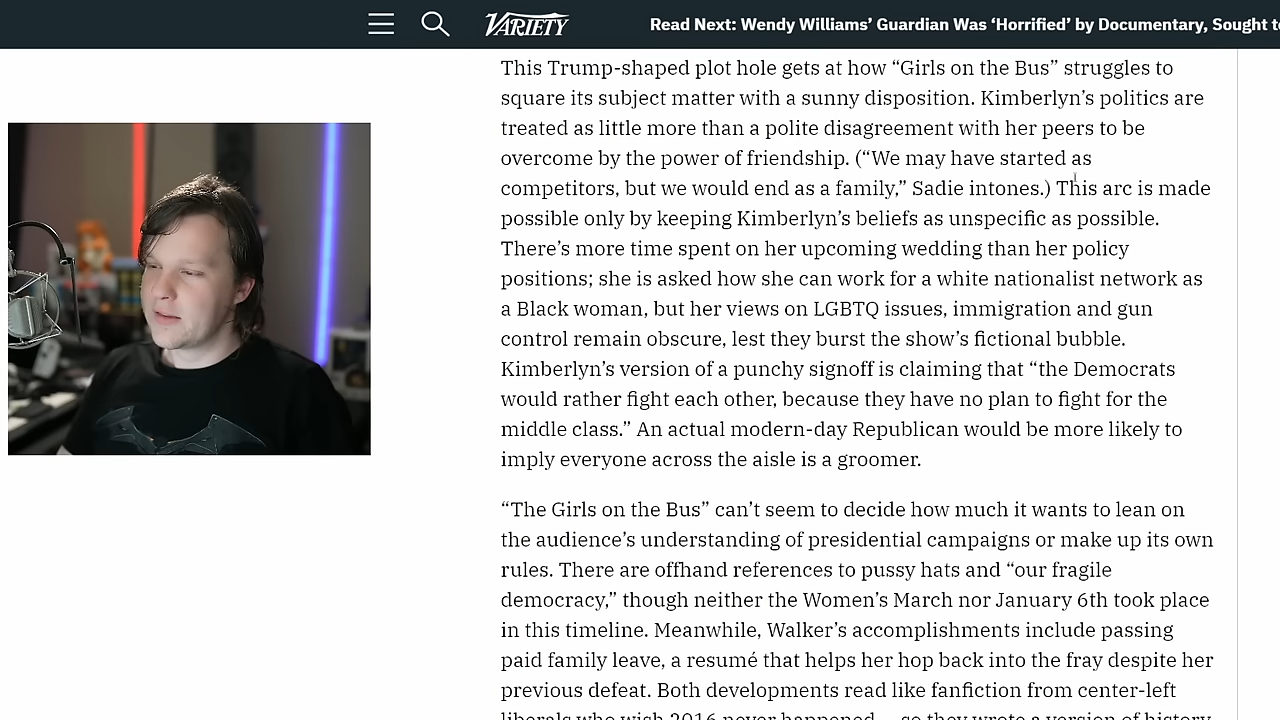 VARIETY
Read Next: Wendy Williams’ Guardian Was ‘Horrified’ by Documentary, Sought
This Trump-shaped plot hole gets at how “Girls on the Bus” struggles to
square its subject matter with a sunny disposition. Kimberlyn’s politics are
treated as little more than a polite disagreement with her peers to be
overcome by the power of friendship. (“We may have started as
competitors, but we would end as a family,” Sadie intones.) This arc is made
possible only by keeping Kimberlyn’s beliefs as unspecific as possible.
There’s more time spent on her upcoming wedding than her policy
positions; she is asked how she can work for a white nationalist network as
a Black woman, but her views on LGBTQ issues, immigration and gun
control remain obscure, lest they burst the show’s fictional bubble.
Kimberlyn’s version of a punchy signoff is claiming that “the Democrats
would rather fight each other, because they have no plan to fight for the
middle class.” An actual modern-day Republican would be more likely to
imply everyone across the aisle is a groomer.
“The Girls on the Bus” can’t seem to decide how much it wants to lean on
the audience’s understanding of presidential campaigns or make up its own
rules. There are offhand references to pussy hats and “our fragile
democracy,” though neither the Women’s March nor January 6th took place
in this timeline. Meanwhile, Walker’s accomplishments include passing
paid family leave, a resumé that helps her hop back into the fray despite her
previous defeat. Both developments read like fanfiction from center-left
liberals who wish 2016 never happened — so they wrote a version of history